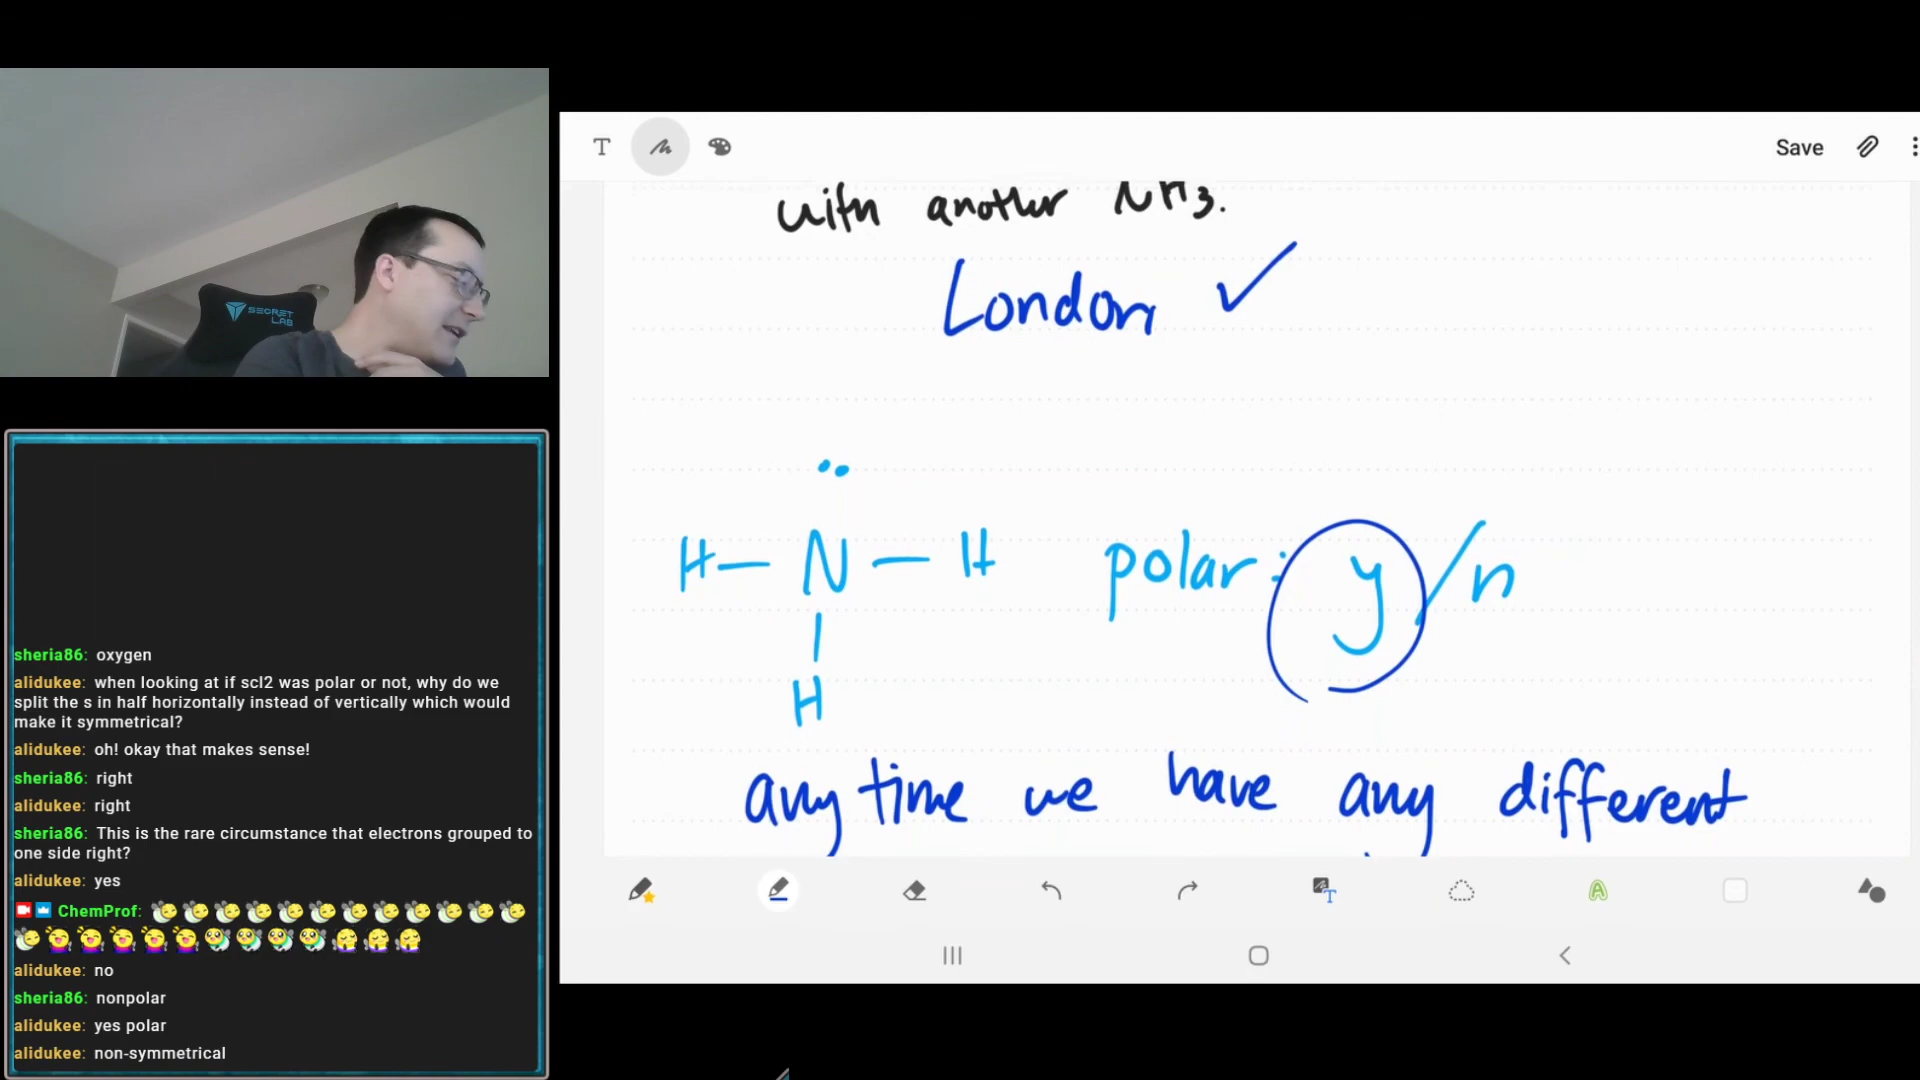 T
Save
with another NH3.
London ✓
SECRET
LAB
H—N—H polar: y/n
H
any time we have any different
T
A
sheria86: oxygen
alidukee: when looking at if scl2 was polar or not, why do we
split the s in half horizontally instead of vertically which would
make it symmetrical?
alidukee: oh! okay that makes sense!
sheria86: right
alidukee: right
sheria86: This is the rare circumstance that electrons grouped to
one side right?
alidukee: yes
ChemProf:
alidukee: no
sheria86: nonpolar
alidukee: yes polar
alidukee: non-symmetrical